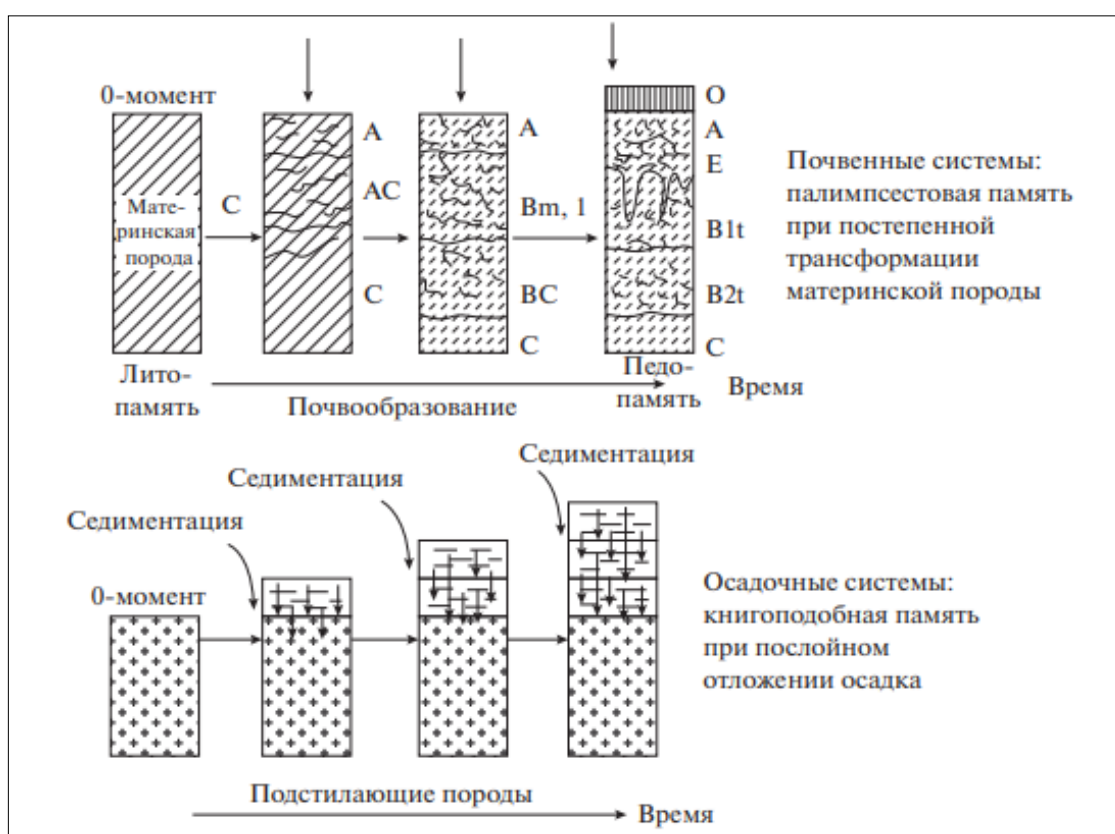 0-момент
Мате-
ринская
порода
C
A
AC
C
A
Bm, 1
BC
C
O
A
E
B1t
B2t
C
Почвенные системы:
палимпсестовая память
при постепенной
трансформации
материнской породы
Лито-
память
Почвообразование
Педо-
память
Время
Седиментация
Седиментация
Седиментация
0-момент
Осадочные системы:
книгоподобная память
при послойном
отложении осадка
Подстилающие породы
Время